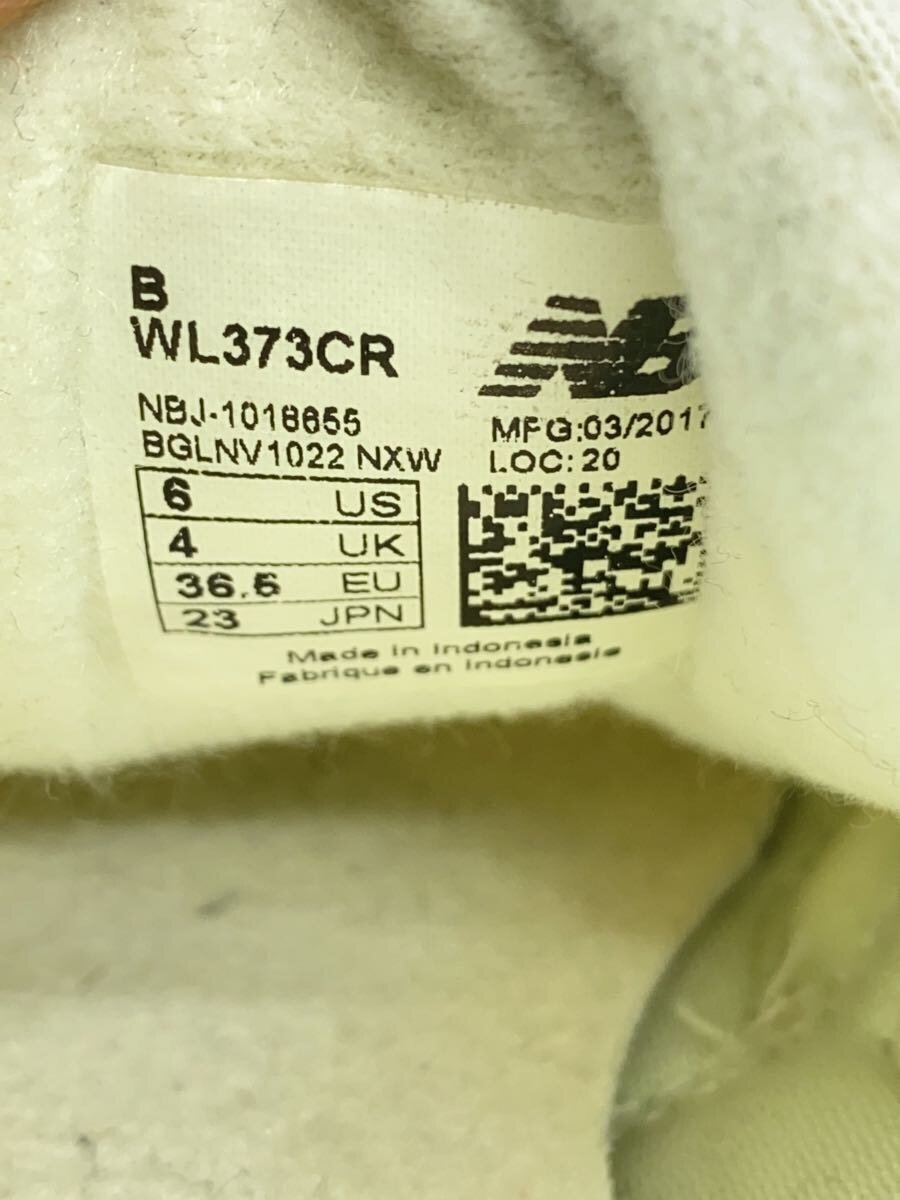 B
WL373CR
NB
NBJ-1018655
MFG:03/2017
BGLNV1022 NXW
LOC: 20
6 US
4 UK
36.5 EU
23 JPN
Made in Indonesia
Fabrique en Indonesie